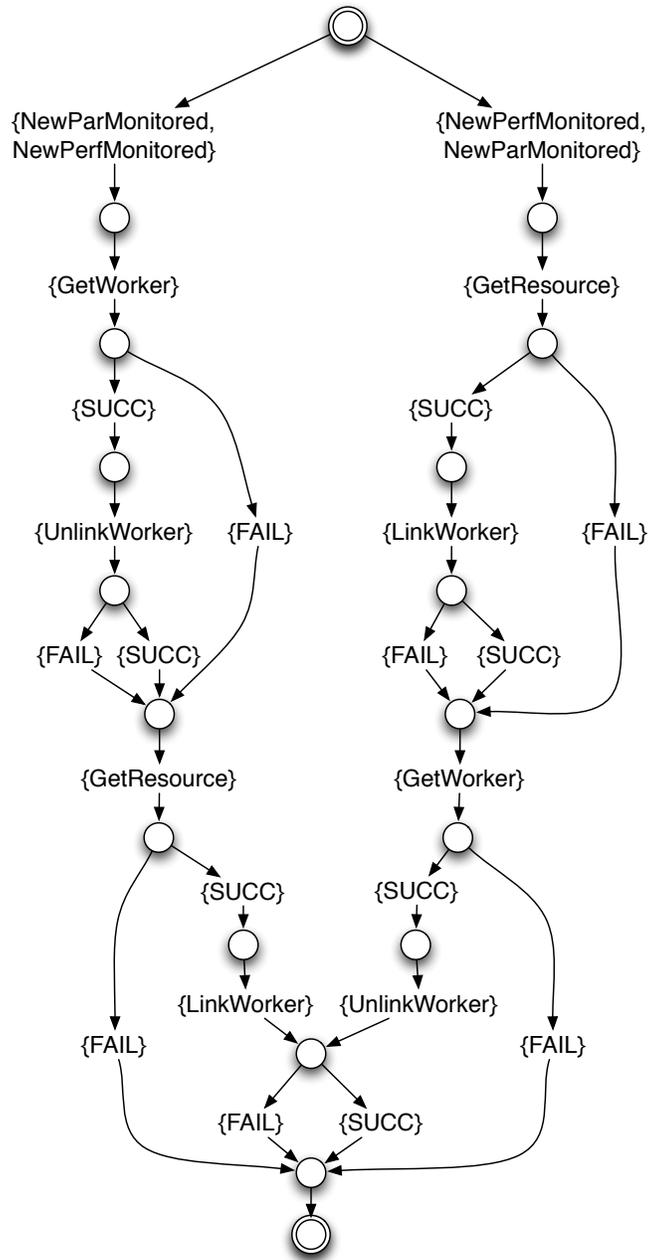 {NewParMonitored,
NewPerfMonitored}
{NewPerfMonitored,
NewParMonitored}
{GetWorker}
{GetResource}
{SUCC}
{SUCC}
{UnlinkWorker}
{FAIL}
{LinkWorker}
{FAIL}
{FAIL}
{SUCC}
{FAIL}
{SUCC}
{GetResource}
{GetWorker}
{SUCC}
{SUCC}
{LinkWorker}
{UnlinkWorker}
{FAIL}
{FAIL}
{FAIL}
{SUCC}